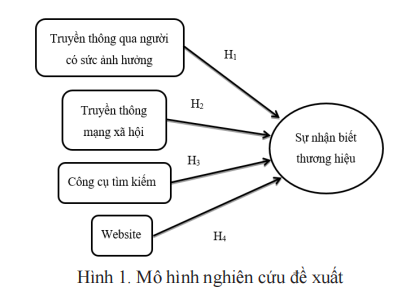 Truyền thông qua người
có sức ảnh hưởng
H₁
Truyền thông
mạng xã hội
H₂
Sự nhận biết
thương hiệu
H₃
Công cụ tìm kiếm
Website
H₄
Hình 1. Mô hình nghiên cứu đề xuất